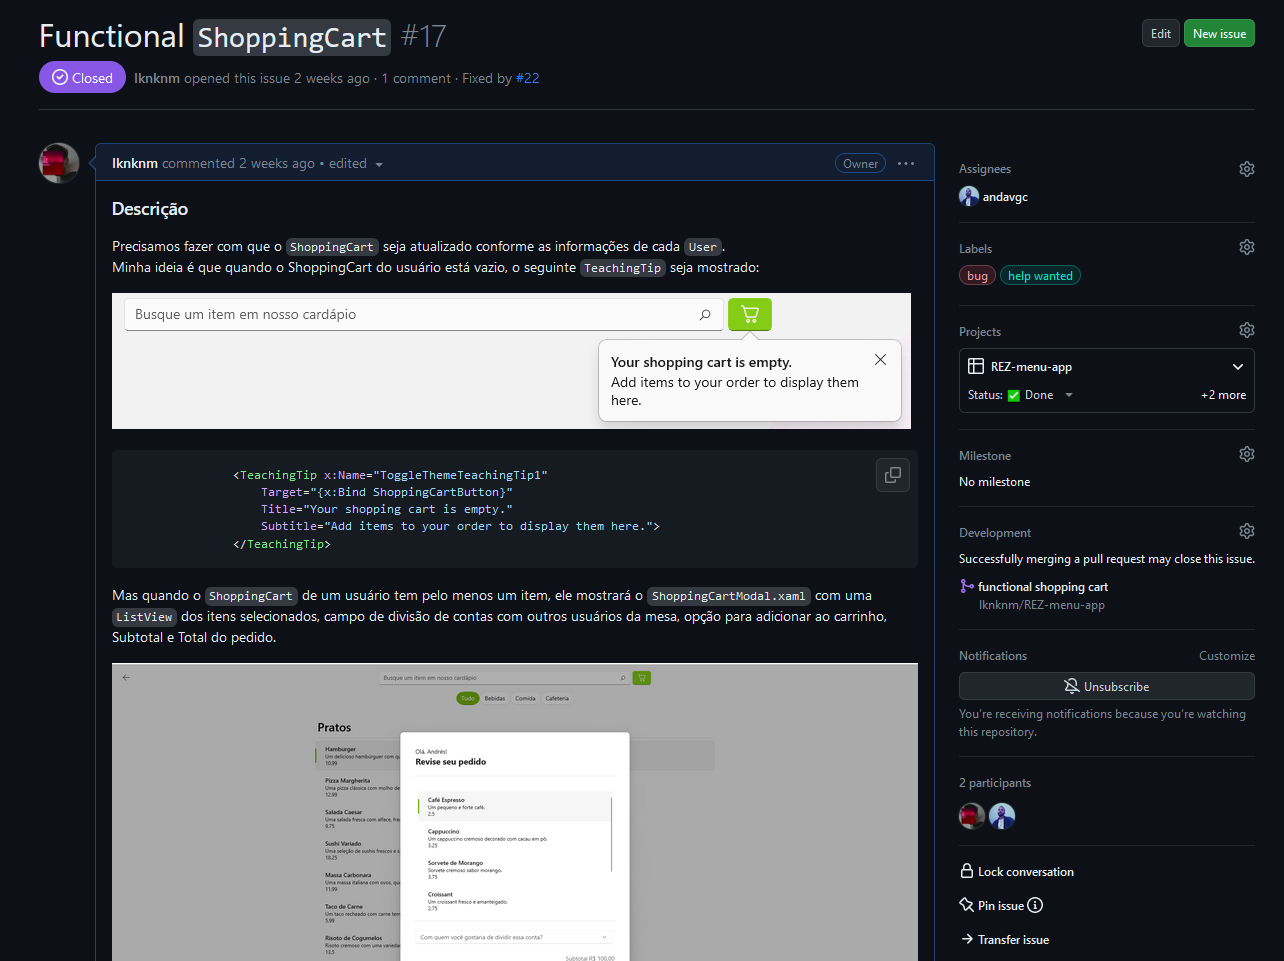 Functional ShoppingCart #17
Edit
New issue
Closed
lknknm opened this issue 2 weeks ago · 1 comment · Fixed by #22
lknknm commented 2 weeks ago • edited
Owner
Descrição
Precisamos fazer com que o ShoppingCart seja atualizado conforme as informações de cada User.
Minha ideia é que quando o ShoppingCart do usuário está vazio, o seguinte TeachingTip seja mostrado:
Busque um item em nosso cardápio
Your shopping cart is empty.
Add items to your order to display them
here.
<TeachingTip x:Name="ToggleThemeTeachingTip1"
Target="{x:Bind ShoppingCartButton}"
Title="Your shopping cart is empty."
Subtitle="Add items to your order to display them here.">
</TeachingTip>
Mas quando o ShoppingCart de um usuário tem pelo menos um item, ele mostrará o ShoppingCartModal.xaml com uma
ListView dos itens selecionados, campo de divisão de contas com outros usuários da mesa, opção para adicionar ao carrinho,
Subtotal e Total do pedido.
Busque um item em nosso cardápio
Tudo Bebidas Comida Cafeteria
Pratos
Hamburger
Um delicioso hambúrguer com qu
10.99
Pizza Margherita
Uma pizza clássica com molho de
12.99
Salada Caesar
Uma salada fresca com alface, fra
9.75
Sushi Variado
Uma seleção de sushis frescos e s
18.25
Massa Carbonara
Uma massa italiana com ovos, que
11.99
Taco de Carne
Um taco recheado com carne tem
5.99
Risoto de Cogumelos
Risoto cremoso com uma variedade
13.5
Olá, Andrés!
Revise seu pedido
Café Espresso
Um pequeno e forte café.
2.5
Cappuccino
Um cappuccino cremoso decorado com cacau em pó.
3.25
Sorvete de Morango
Sorvete cremoso sabor morango.
3.75
Croissant
Um croissant fresco e amanteigado.
2.75
Com quem você gostaria de dividir essa conta?
Subtotal R$ 100,00
Assignees
andavgc
Labels
bug
help wanted
Projects
REZ-menu-app
Status: ✅ Done
+2 more
Milestone
No milestone
Development
Successfully merging a pull request may close this issue.
functional shopping cart
lknknm/REZ-menu-app
Notifications
Customize
Unsubscribe
You're receiving notifications because you're watching
this repository.
2 participants
Lock conversation
Pin issue
Transfer issue